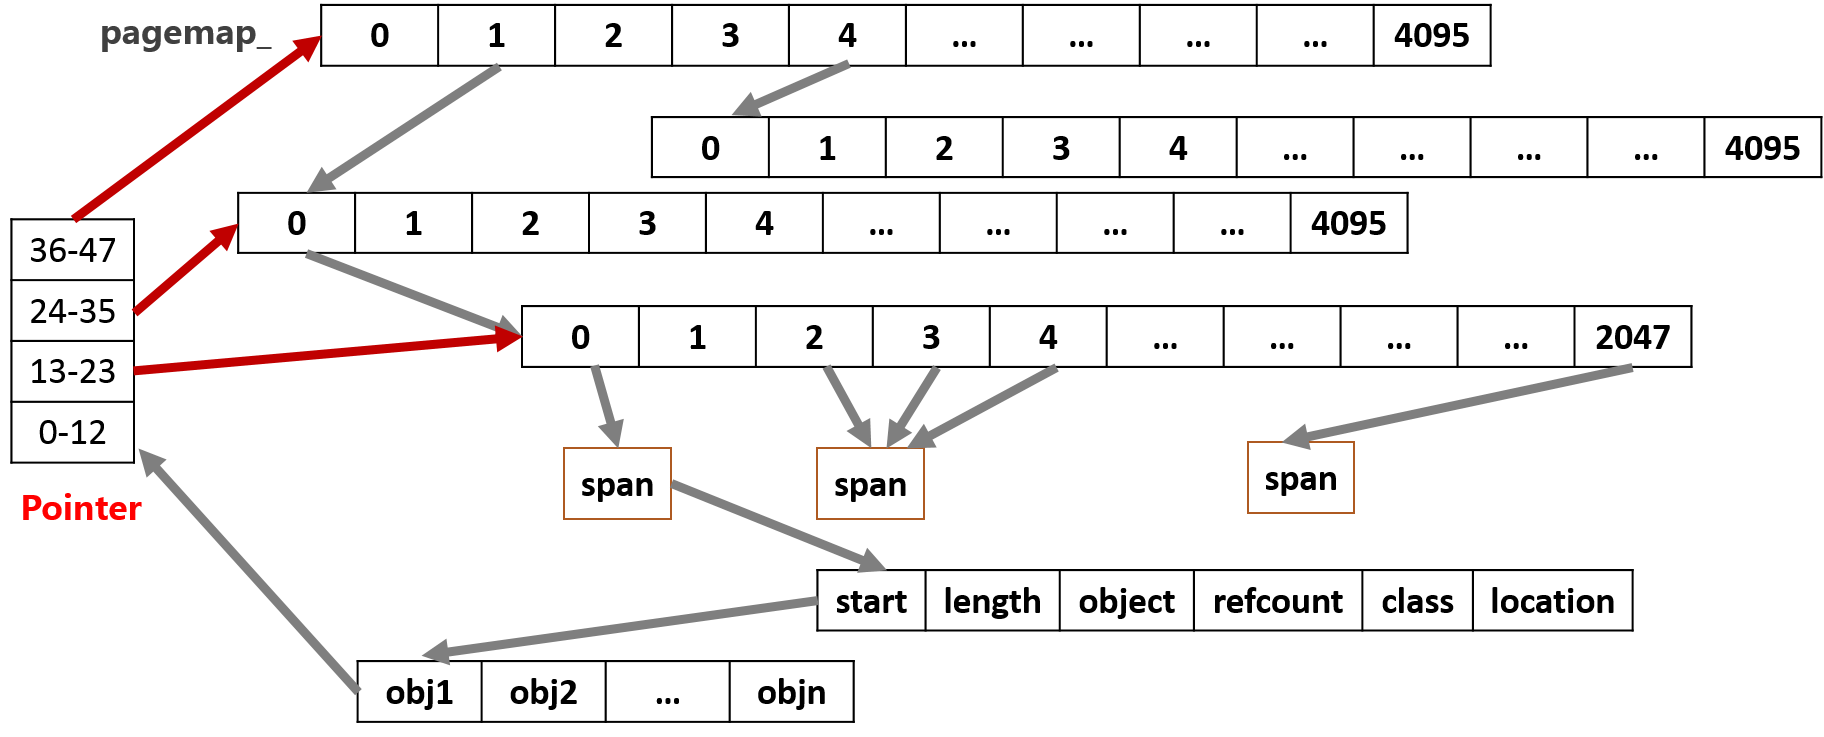 pagemap_ 0 1 2 3 4 ... ... ... ... 4095
0 1 2 3 4 ... ... ... ... 4095
0 1 2 3 4 ... ... ... ... 4095
36-47
24-35
13-23
0-12
Pointer
0 1 2 3 4 ... ... ... ... 2047
span span span
start length object refcount class location
obj1 obj2 ... objn